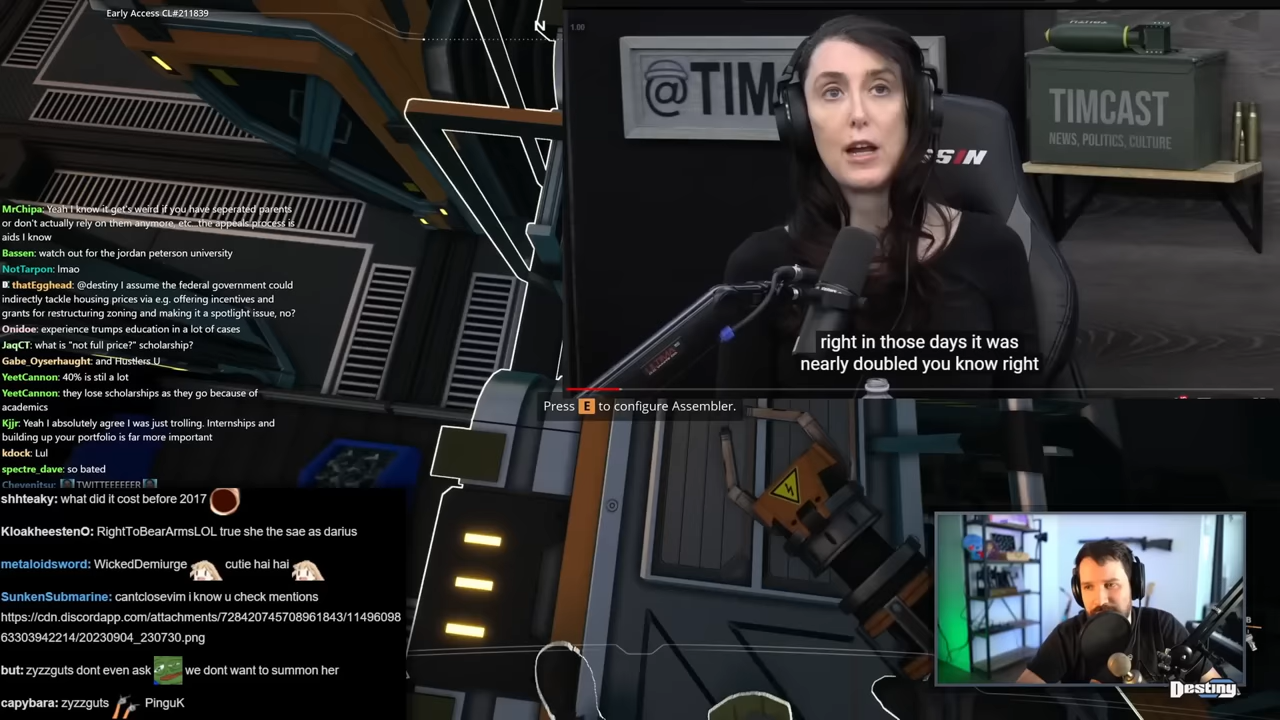 Early Access CL#211839
N
1.00
@TIM
TIMCAST
NEWS, POLITICS, CULTURE
SSIN
right in those days it was
nearly doubled you know right
Press E to configure Assembler.
MrChipa: Yeah I know it get's weird if you have seperated parents
or don't actually rely on them anymore, etc...the appeals process is
aids I know
Bassen: watch out for the jordan peterson university
NotTarpon: lmao
thatEgghead: @destiny I assume the federal government could
indirectly tackle housing prices via e.g. offering incentives and
grants for restructuring zoning and making it a spotlight issue, no?
Onidoe: experience trumps education in a lot of cases
JaqCT: what is "not full price?" scholarship?
Gabe_Oyserhaught: and Hustlers U
YeetCannon: 40% is stil a lot
YeetCannon: they lose scholarships as they go because of
academics
Kjjr: Yeah I absolutely agree I was just trolling. Internships and
building up your portfolio is far more important
kdock: Lul
spectre_dave: so bated
Chevenitsu: TWITTEEEEEER
shhteaky: what did it cost before 2017
KloakheestenO: RightToBearArmsLOL true she the sae as darius
metaloidsword: WickedDemiurge cutie hai hai
SunkenSubmarine: cantclosevim i know u check mentions
https://cdn.discordapp.com/attachments/728420745708961843/11496098
63303942214/20230904_230730.png
but: zyzzguts dont even ask we dont want to summon her
capybara: zyzzguts PinguK
Destiny